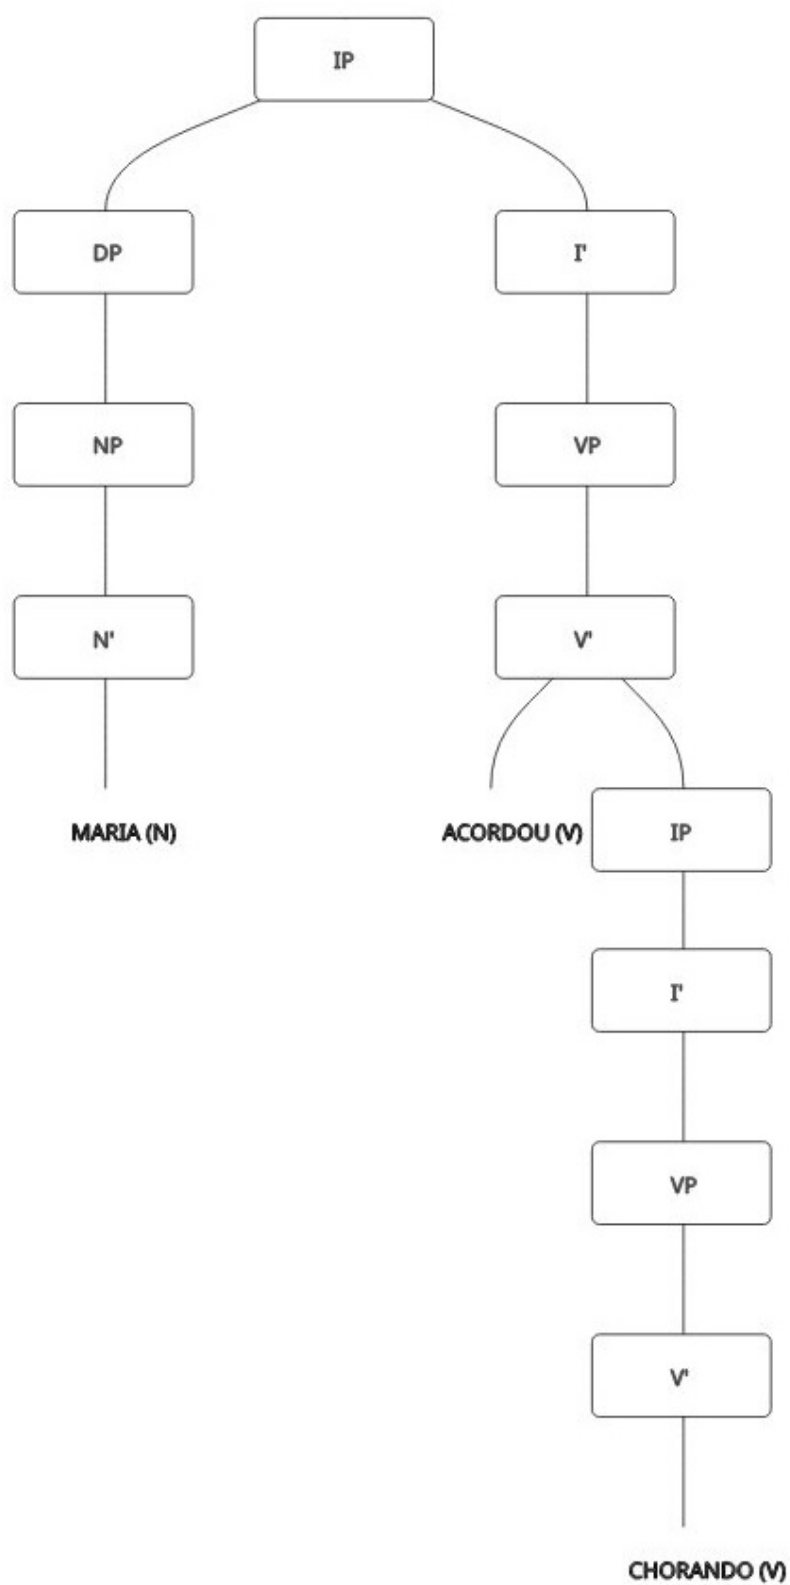 IP
DP
I'
NP
VP
N'
V'
MARIA (N)
ACORDOU (V)
IP
I'
VP
V'
CHORANDO (V)